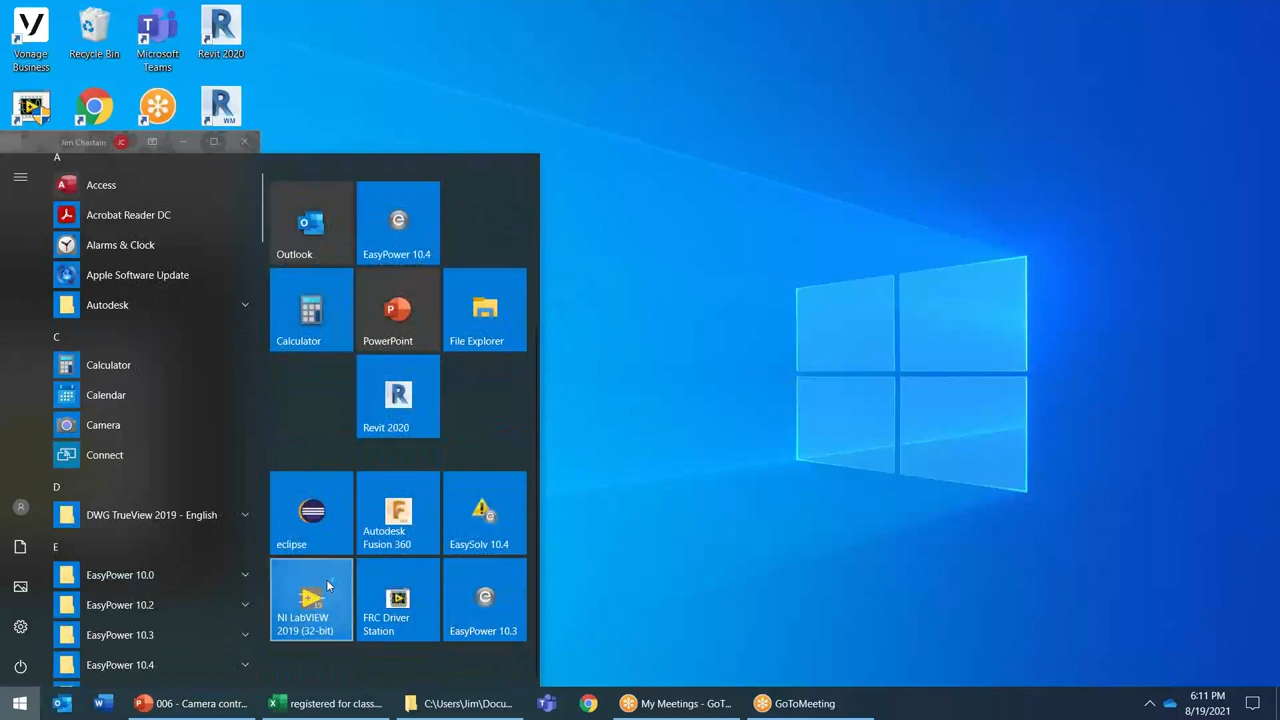 Vonage
Business
Recycle Bin
Microsoft
Teams
Revit 2020
WM
Jim Chastain
JC
A
Access
Acrobat Reader DC
Alarms & Clock
Apple Software Update
Autodesk
C
Calculator
Calendar
Camera
Connect
D
DWG TrueView 2019 - English
E
EasyPower 10.0
EasyPower 10.2
EasyPower 10.3
EasyPower 10.4
Outlook
EasyPower 10.4
Calculator
PowerPoint
File Explorer
Revit 2020
eclipse
Autodesk
Fusion 360
EasySolv 10.4
NI LabVIEW
2019 (32-bit)
FRC Driver
Station
EasyPower 10.3
006 - Camera contr...
registered for class...
C:\Users\Jim\Docu...
My Meetings - GoT...
GoToMeeting
6:11 PM
8/19/2021